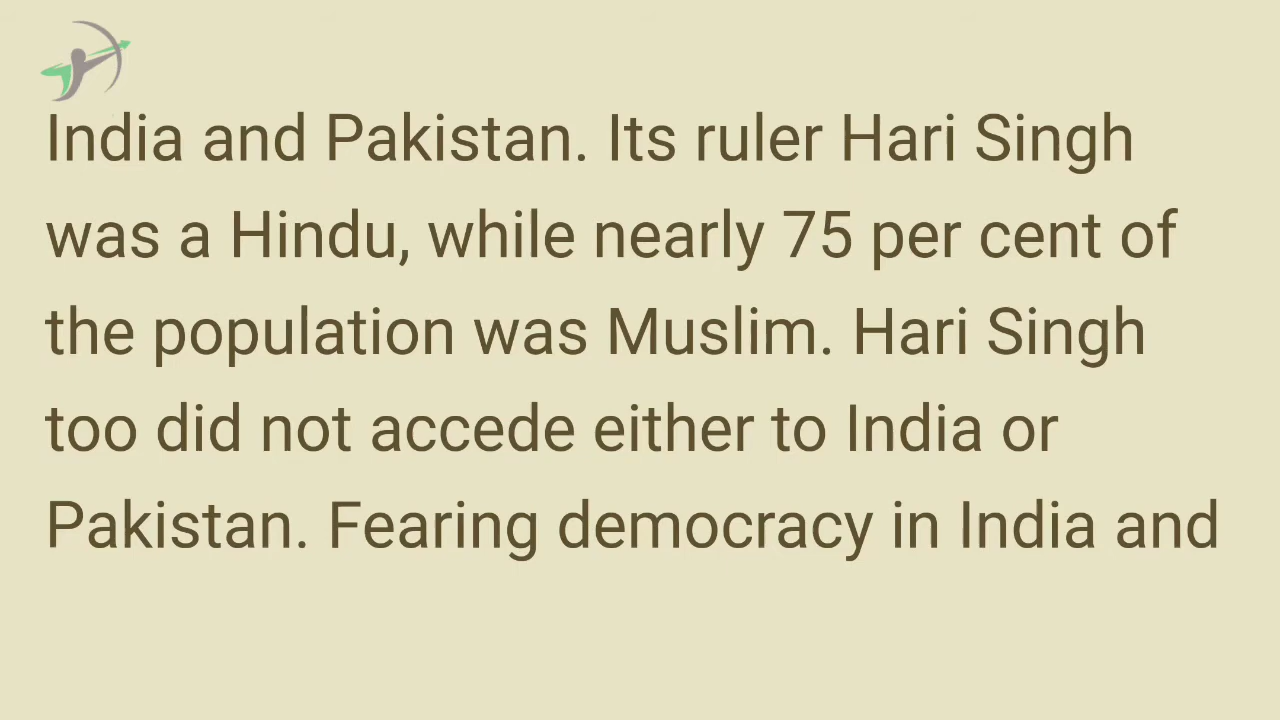 India and Pakistan. Its ruler Hari Singh
was a Hindu, while nearly 75 per cent of
the population was Muslim. Hari Singh
too did not accede either to India or
Pakistan. Fearing democracy in India and